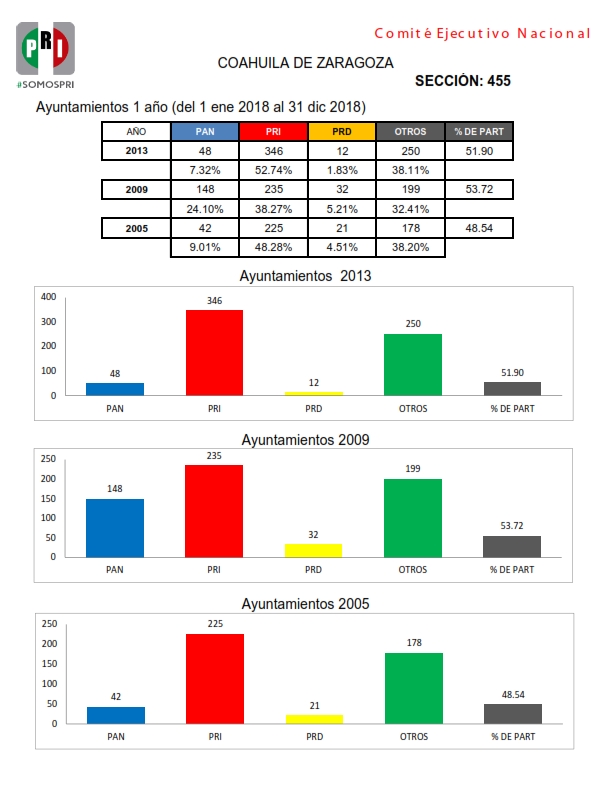 Comité Ejecutivo Nacional
PRI
#SOMOSPRI
COAHUILA DE ZARAGOZA
SECCIÓN: 455
Ayuntamientos 1 año (del 1 ene 2018 al 31 dic 2018)
AÑO PAN PRI PRD OTROS % DE PART
2013 48 346 12 250 51.90
7.32% 52.74% 1.83% 38.11%
2009 148 235 32 199 53.72
24.10% 38.27% 5.21% 32.41%
2005 42 225 21 178 48.54
9.01% 48.28% 4.51% 38.20%
Ayuntamientos 2013
400
300
200
100
0
48 346 12 250 51.90
PAN PRI PRD OTROS % DE PART
Ayuntamientos 2009
250
200
150
100
50
0
148 235 32 199 53.72
PAN PRI PRD OTROS % DE PART
Ayuntamientos 2005
250
200
150
100
50
0
42 225 21 178 48.54
PAN PRI PRD OTROS % DE PART